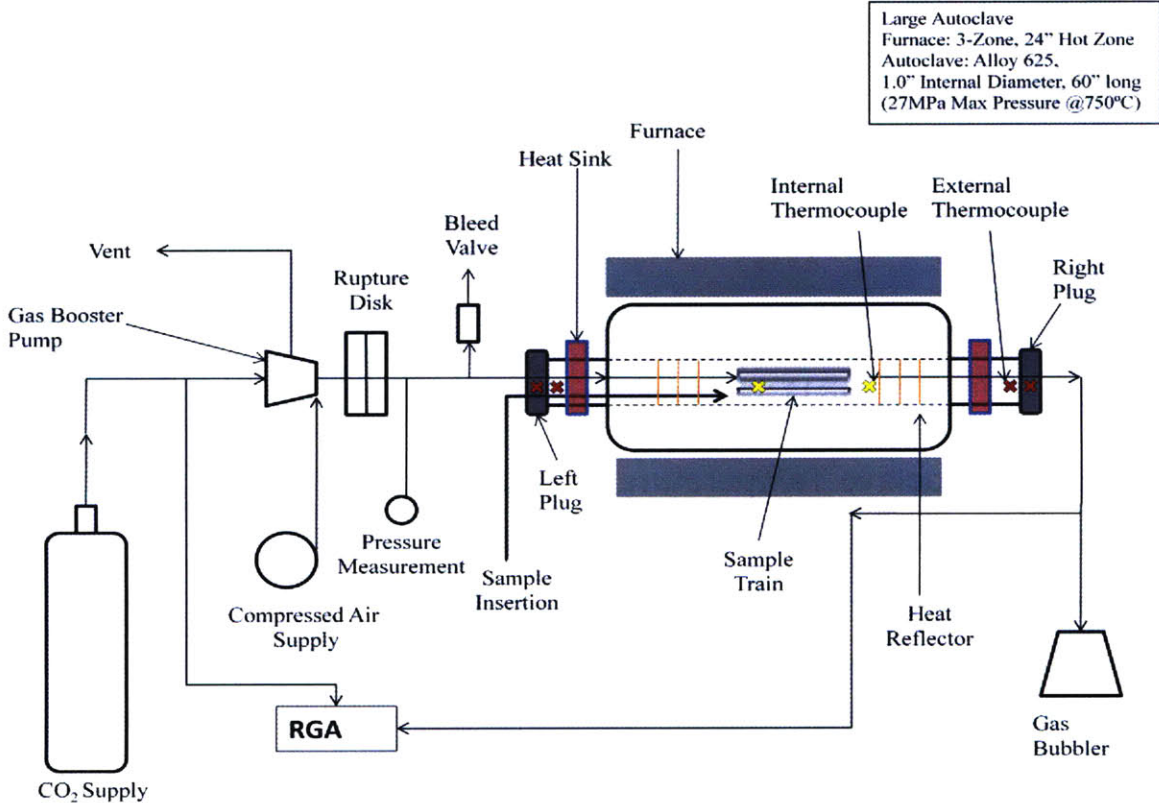 Large Autoclave
Furnace: 3-Zone, 24” Hot Zone
Autoclave: Alloy 625,
1.0” Internal Diameter, 60” long
(27MPa Max Pressure @750ºC)
Furnace
Heat Sink
Internal
Thermocouple
External
Thermocouple
Bleed
Valve
Vent
Rupture
Disk
Right
Plug
Gas Booster
Pump
Left
Plug
Pressure
Measurement
Sample
Insertion
Sample
Train
Compressed Air
Supply
Heat
Reflector
RGA
Gas
Bubbler
CO₂ Supply